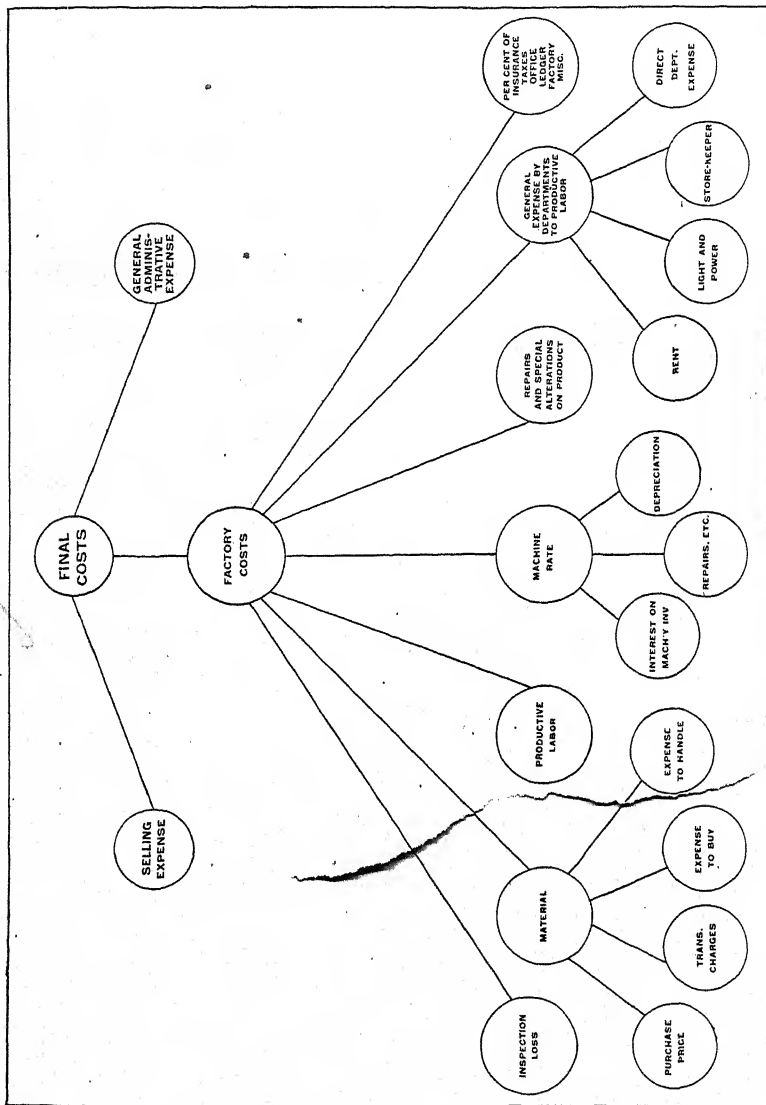 FINAL
COSTS
SELLING
EXPENSE
GENERAL
ADMINIS-
TRATIVE
EXPENSE
FACTORY
COSTS
INSPECTION
LOSS
MATERIAL
PRODUCTIVE
LABOR
MACHINE
RATE
REPAIRS
AND SPECIAL
ALTERATIONS
ON PRODUCT
GENERAL
EXPENSE BY
DEPARTMENTS
TO PRODUCTIVE
LABOR
PER CENT OF
INSURANCE
TAXES
OFFICE
LEDGER
FACTORY
MISC.
PURCHASE
PRICE
TRANS.
CHARGES
EXPENSE
TO BUY
EXPENSE
TO HANDLE
INTEREST ON
MACH'Y INV
REPAIRS, ETC.
DEPRECIATION
RENT
LIGHT AND
POWER
STORE-KEEPER
DIRECT
DEPT.
EXPENSE